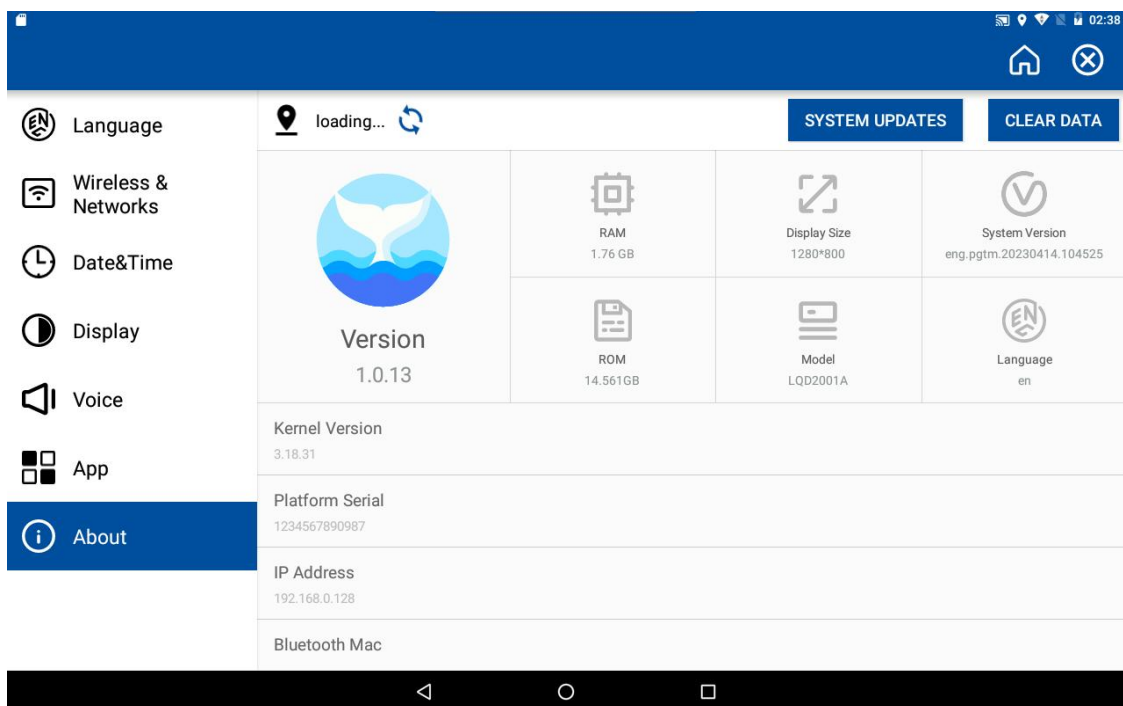 02:38
Language
Wireless &
Networks
Date&Time
Display
Voice
App
About
loading...
SYSTEM UPDATES
CLEAR DATA
Version
1.0.13
RAM
1.76 GB
Display Size
1280*800
System Version
eng.pgtm.20230414.104525
ROM
14.561GB
Model
LQD2001A
Language
en
Kernel Version
3.18.31
Platform Serial
1234567890987
IP Address
192.168.0.128
Bluetooth Mac